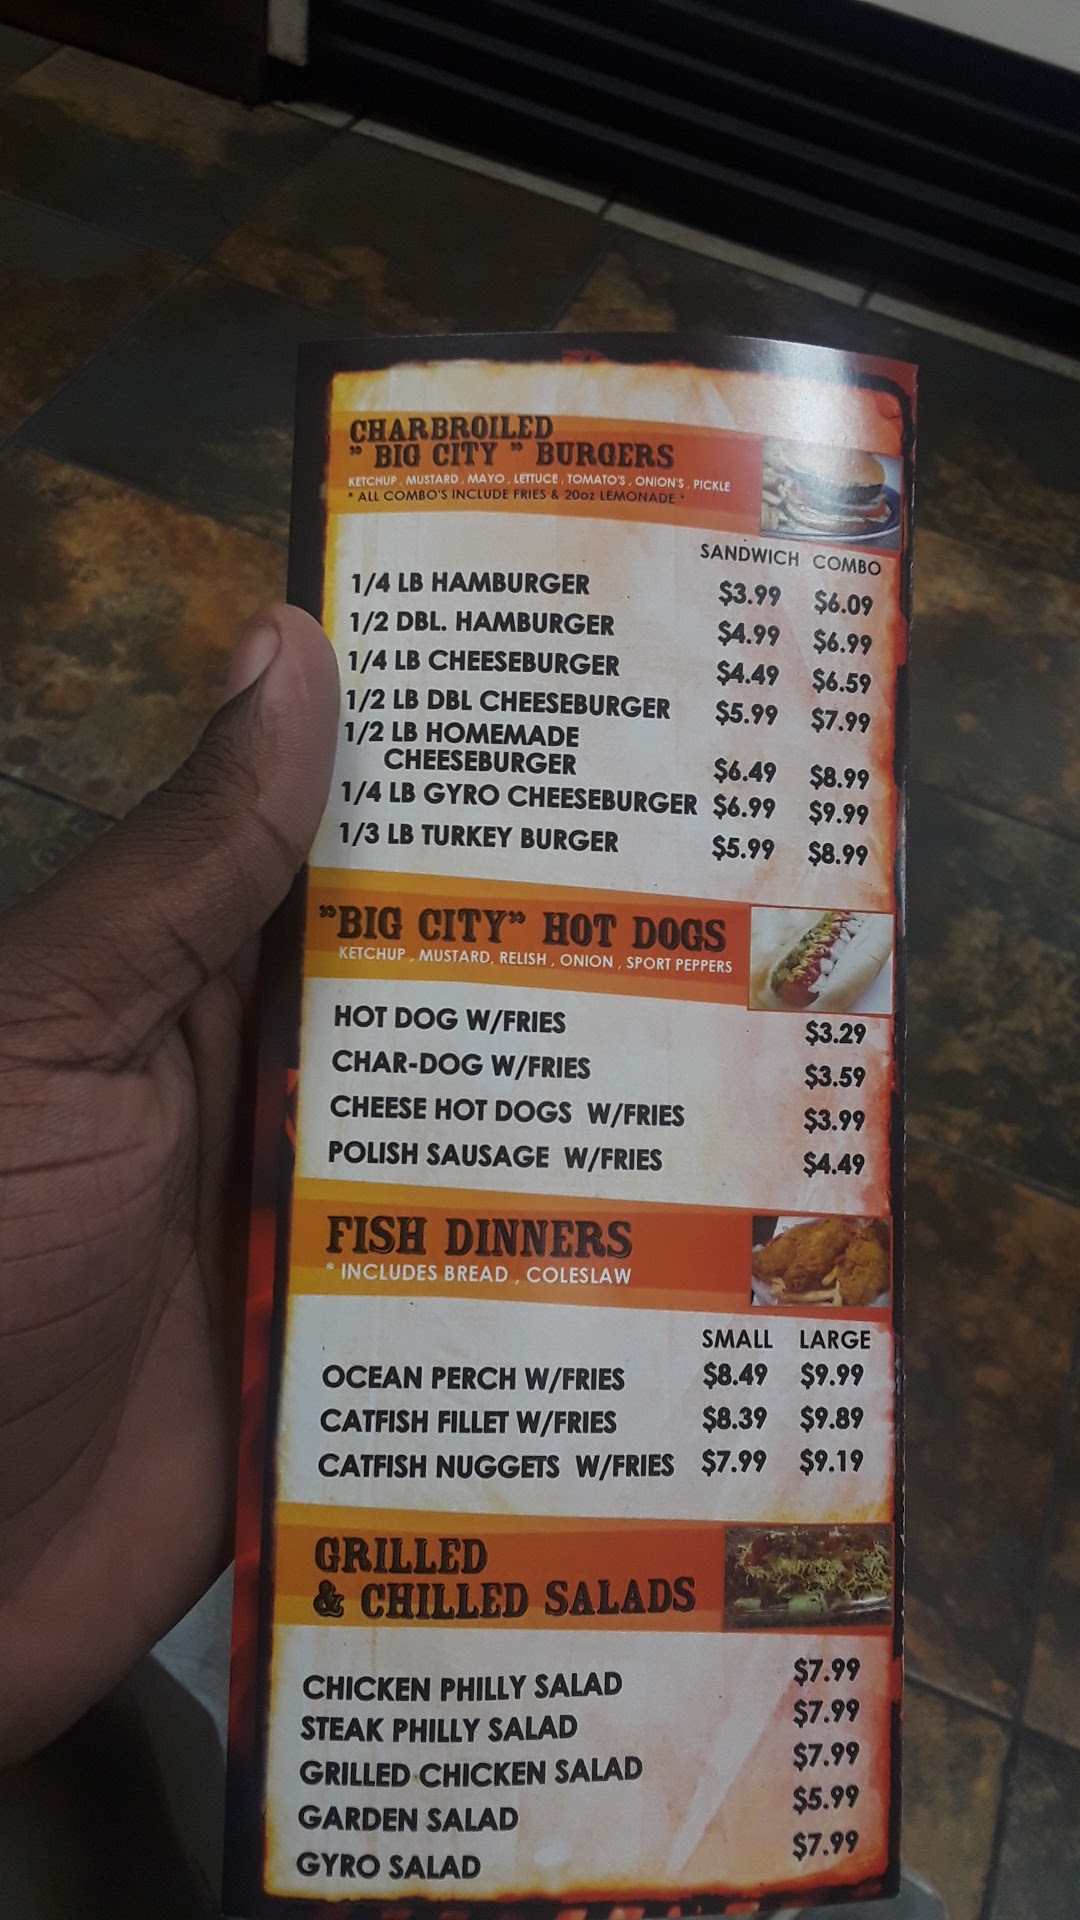 CHARBROILED
" BIG CITY " BURGERS
KETCHUP , MUSTARD , MAYO , LETTUCE , TOMATO'S , ONION'S , PICKLE
* ALL COMBO'S INCLUDE FRIES & 20oz LEMONADE *
SANDWICH COMBO
1/4 LB HAMBURGER $3.99 $6.09
1/2 DBL. HAMBURGER $4.99 $6.99
1/4 LB CHEESEBURGER $4.49 $6.59
1/2 LB DBL CHEESEBURGER $5.99 $7.99
1/2 LB HOMEMADE
CHEESEBURGER $6.49 $8.99
1/4 LB GYRO CHEESEBURGER $6.99 $9.99
1/3 LB TURKEY BURGER $5.99 $8.99
"BIG CITY" HOT DOGS
KETCHUP , MUSTARD, RELISH , ONION , SPORT PEPPERS
HOT DOG W/FRIES $3.29
CHAR-DOG W/FRIES $3.59
CHEESE HOT DOGS W/FRIES $3.99
POLISH SAUSAGE W/FRIES $4.49
FISH DINNERS
* INCLUDES BREAD , COLESLAW
SMALL LARGE
OCEAN PERCH W/FRIES $8.49 $9.99
CATFISH FILLET W/FRIES $8.39 $9.89
CATFISH NUGGETS W/FRIES $7.99 $9.19
GRILLED
& CHILLED SALADS
CHICKEN PHILLY SALAD $7.99
STEAK PHILLY SALAD $7.99
GRILLED CHICKEN SALAD $7.99
GARDEN SALAD $5.99
GYRO SALAD $7.99